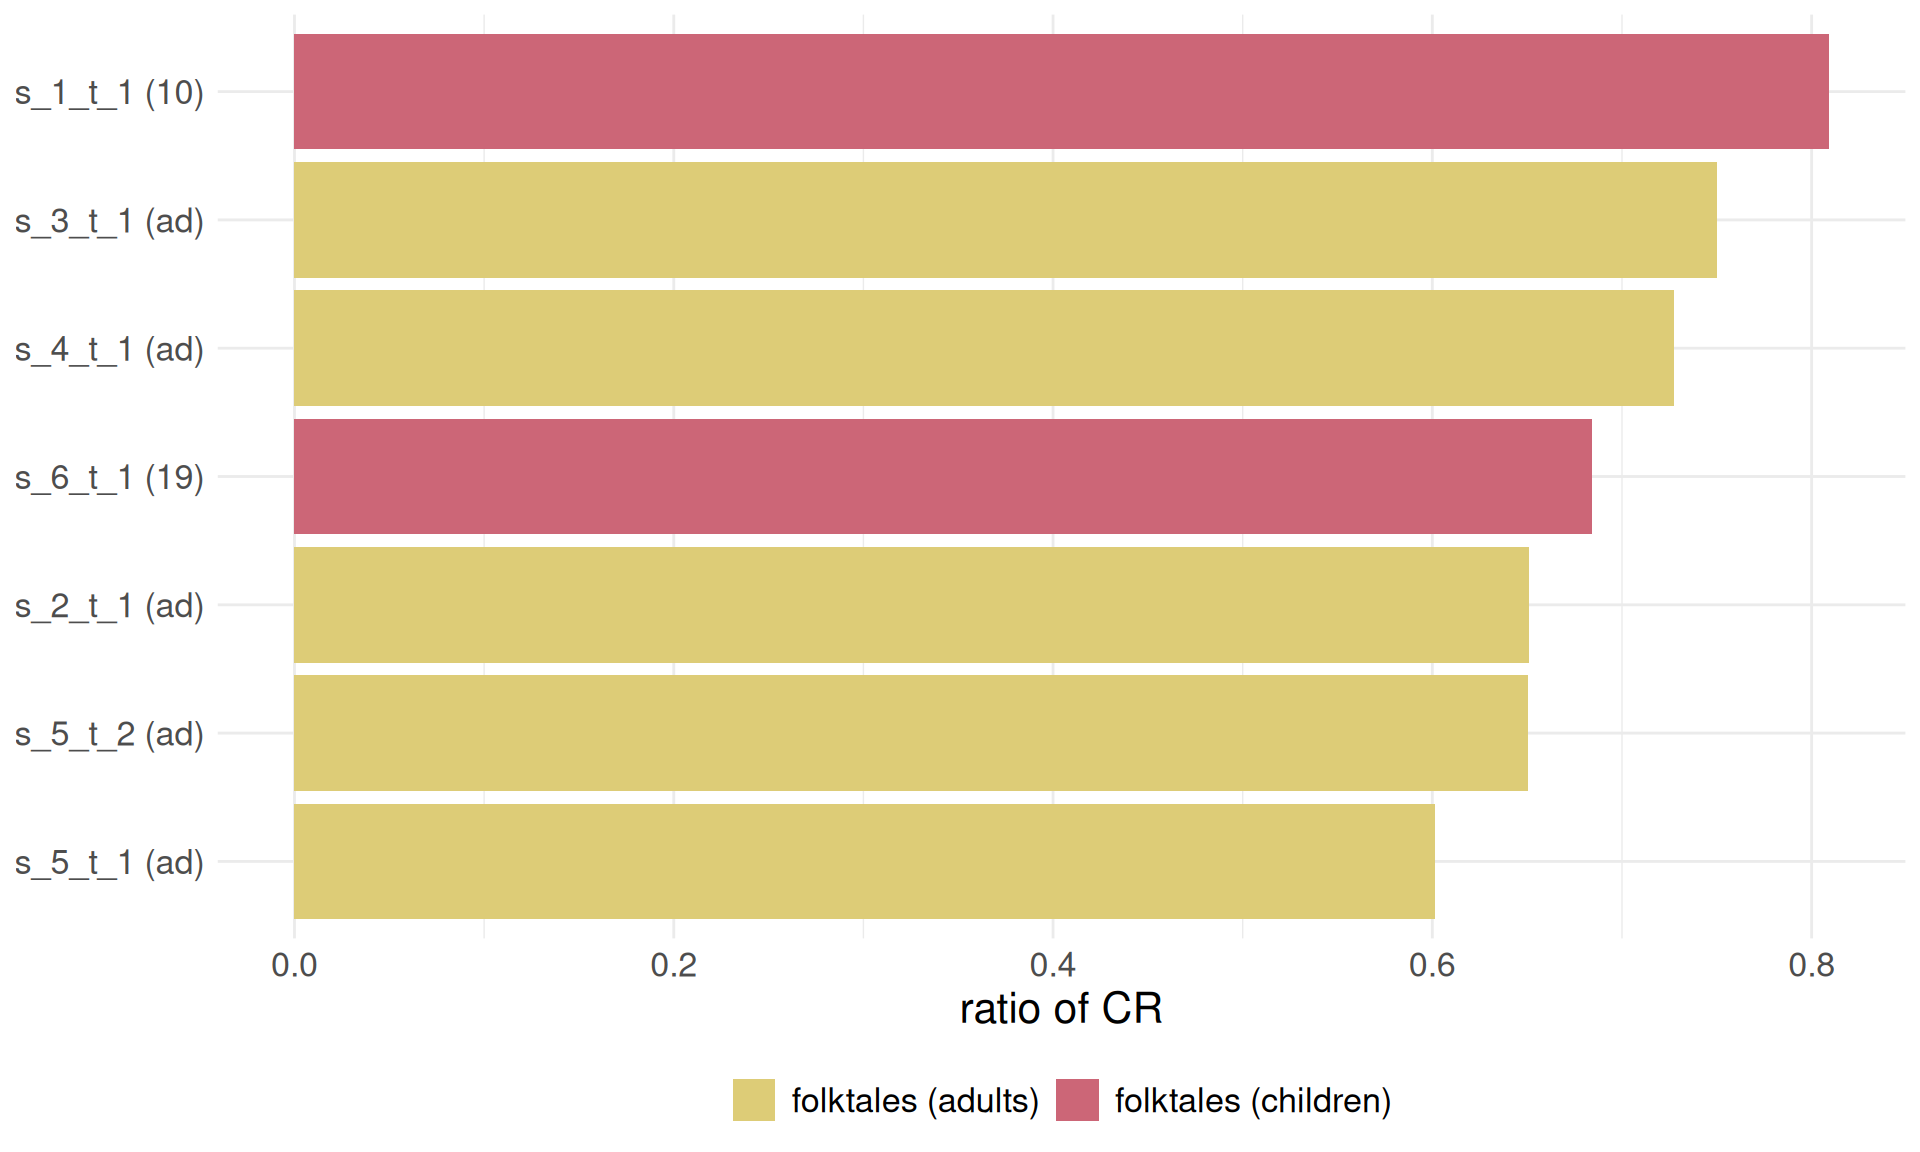 s_1_t_1 (10)
s_3_t_1 (ad)
s_4_t_1 (ad)
s_6_t_1 (19)
s_2_t_1 (ad)
s_5_t_2 (ad)
s_5_t_1 (ad)
0.0 0.2 0.4 0.6 0.8
ratio of CR
folktales (adults) folktales (children)